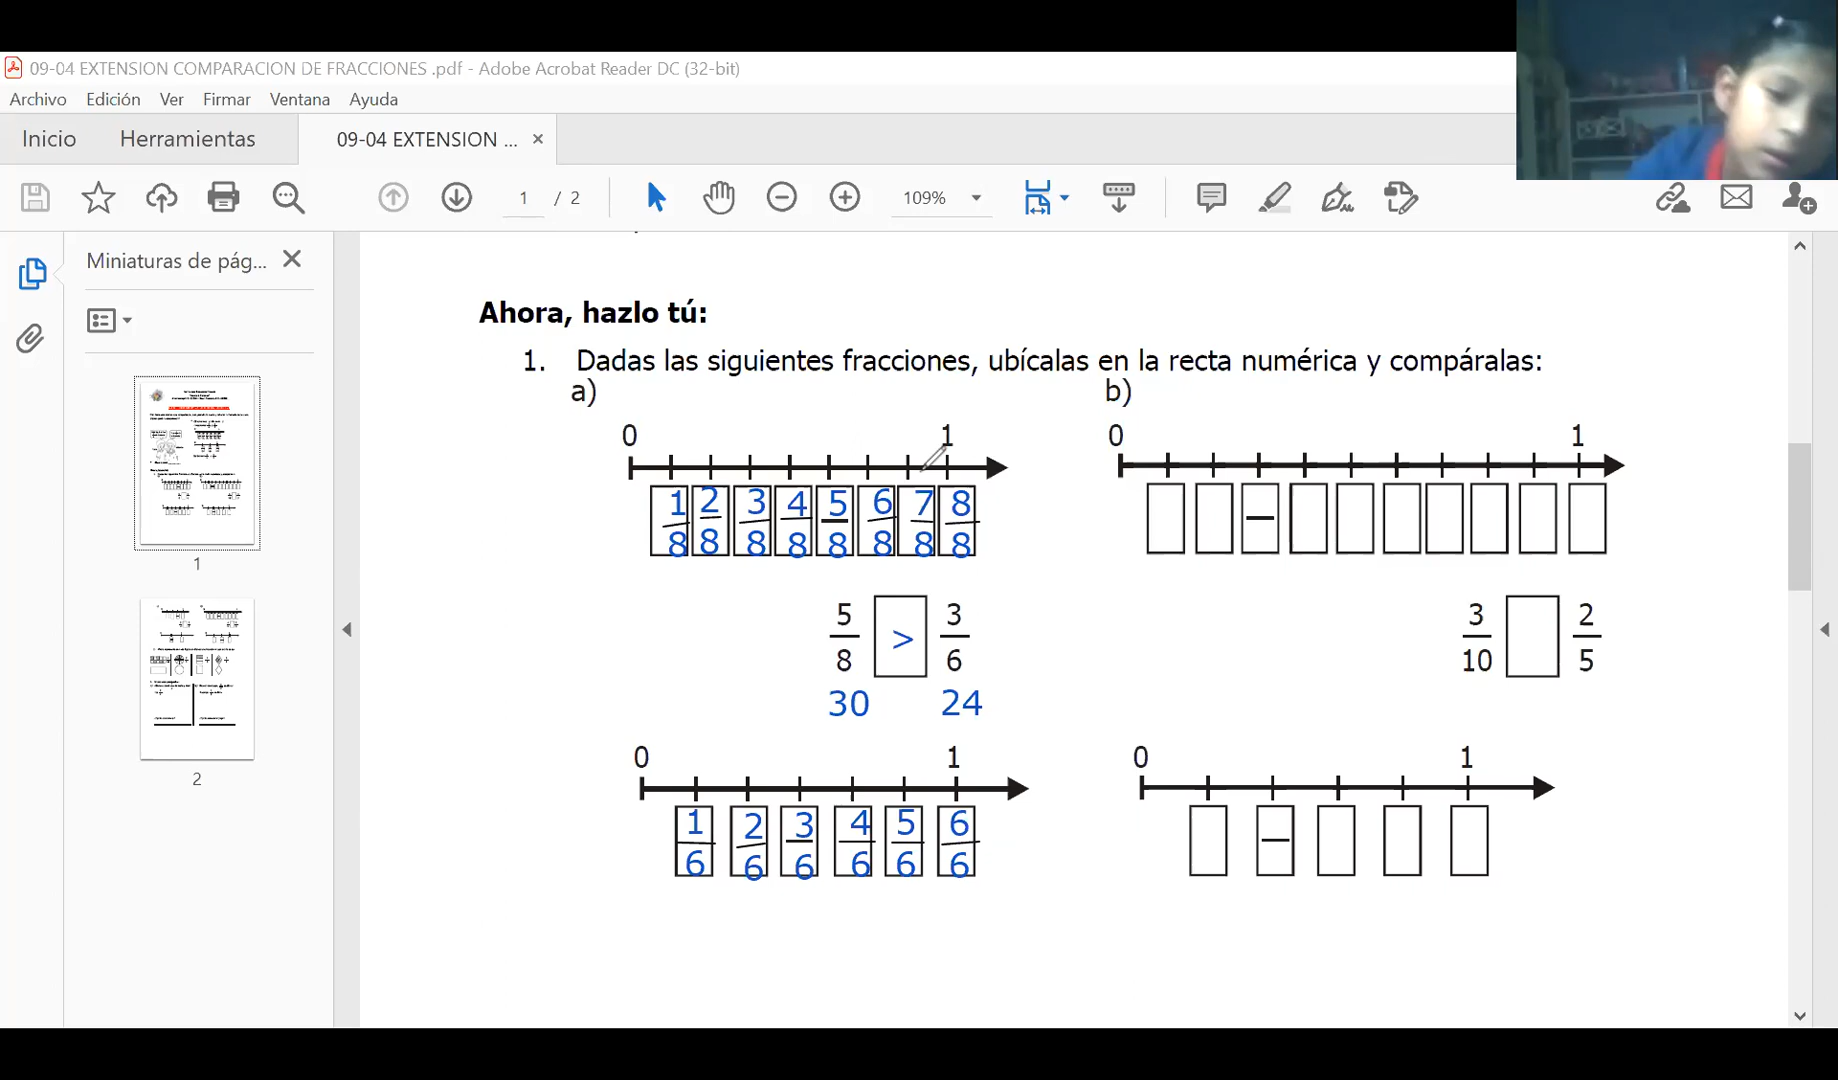 09-04 EXTENSION COMPARACION DE FRACCIONES .pdf - Adobe Acrobat Reader DC (32-bit)
Archivo Edición Ver Firmar Ventana Ayuda
Inicio Herramientas 09-04 EXTENSION ... ×
1 / 2 109%
Miniaturas de pág...
1
2
Ahora, hazlo tú:
1. Dadas las siguientes fracciones, ubícalas en la recta numérica y compáralas:
a) b)
0 1 0 1
1/8 2/8 3/8 4/8 5/8 6/8 7/8 8/8
5/8 > 3/6 3/10 2/5
30 24
0 1 0 1
1/6 2/6 3/6 4/6 5/6 6/6